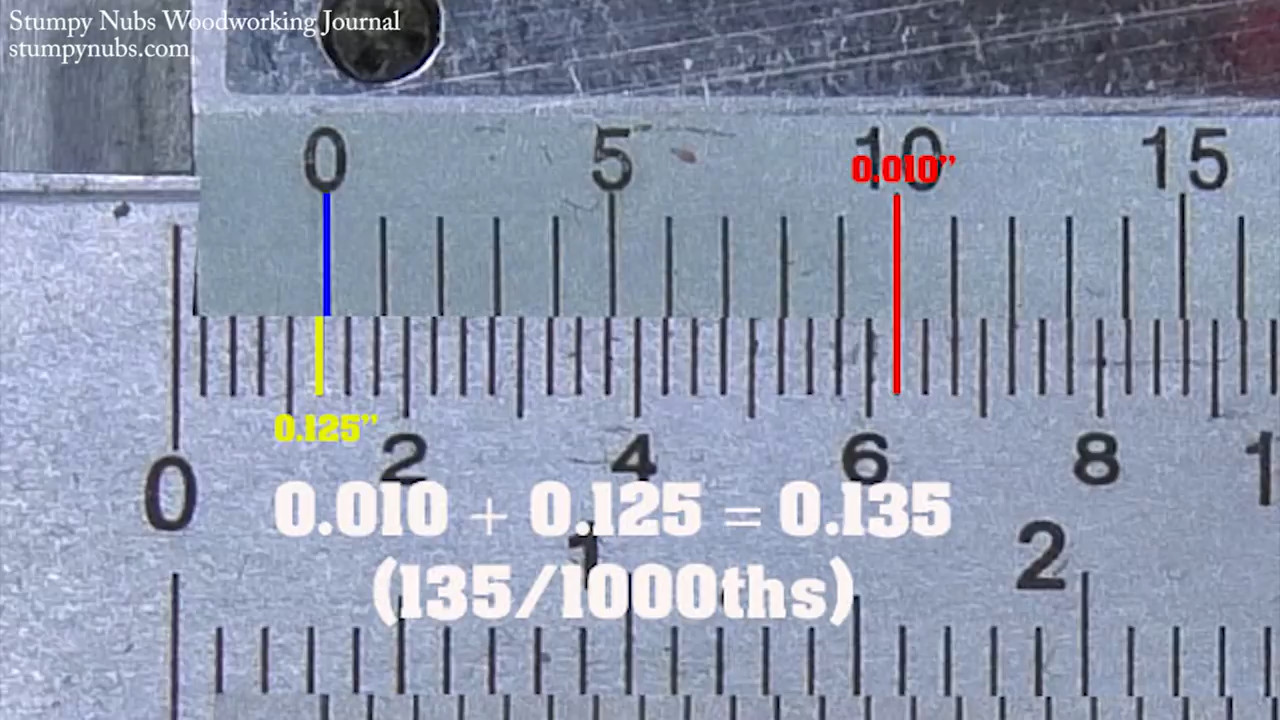 Stumpy Nubs Woodworking Journal
stumpynubs.com
0 5 10 15
0.010”
0.125”
2 4 6 8 1
0
0.010 + 0.125 = 0.135
1 2
(135/1000ths)